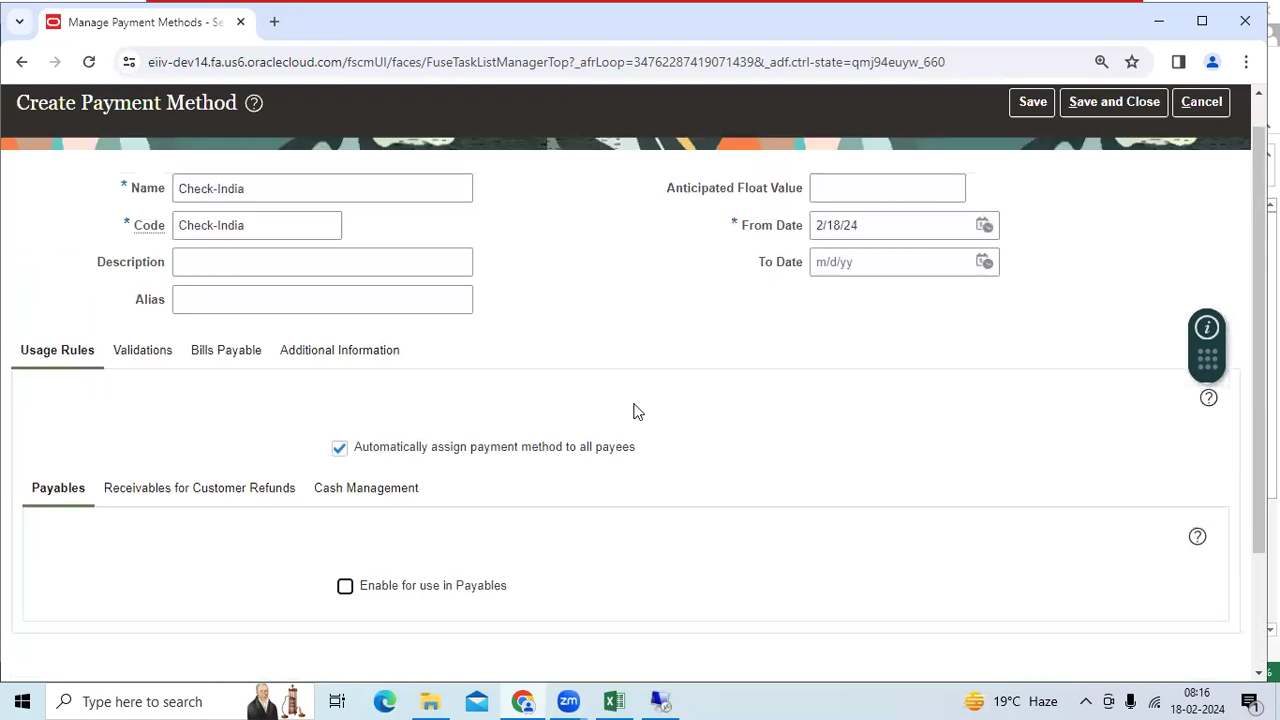 Manage Payment Methods - Se
eiiv-dev14.fa.us6.oraclecloud.com/fscmUI/faces/FuseTaskListManagerTop?_afrLoop=34762287419071439&_adf.ctrl-state=qmj94euyw_660
Create Payment Method ?
Save
Save and Close
Cancel
* Name Check-India
Anticipated Float Value
* Code Check-India
* From Date 2/18/24
Description
To Date m/d/yy
Alias
Usage Rules Validations Bills Payable Additional Information
Automatically assign payment method to all payees
Payables Receivables for Customer Refunds Cash Management
Enable for use in Payables
Type here to search
zm
19°C Haze
08:16
18-02-2024
1